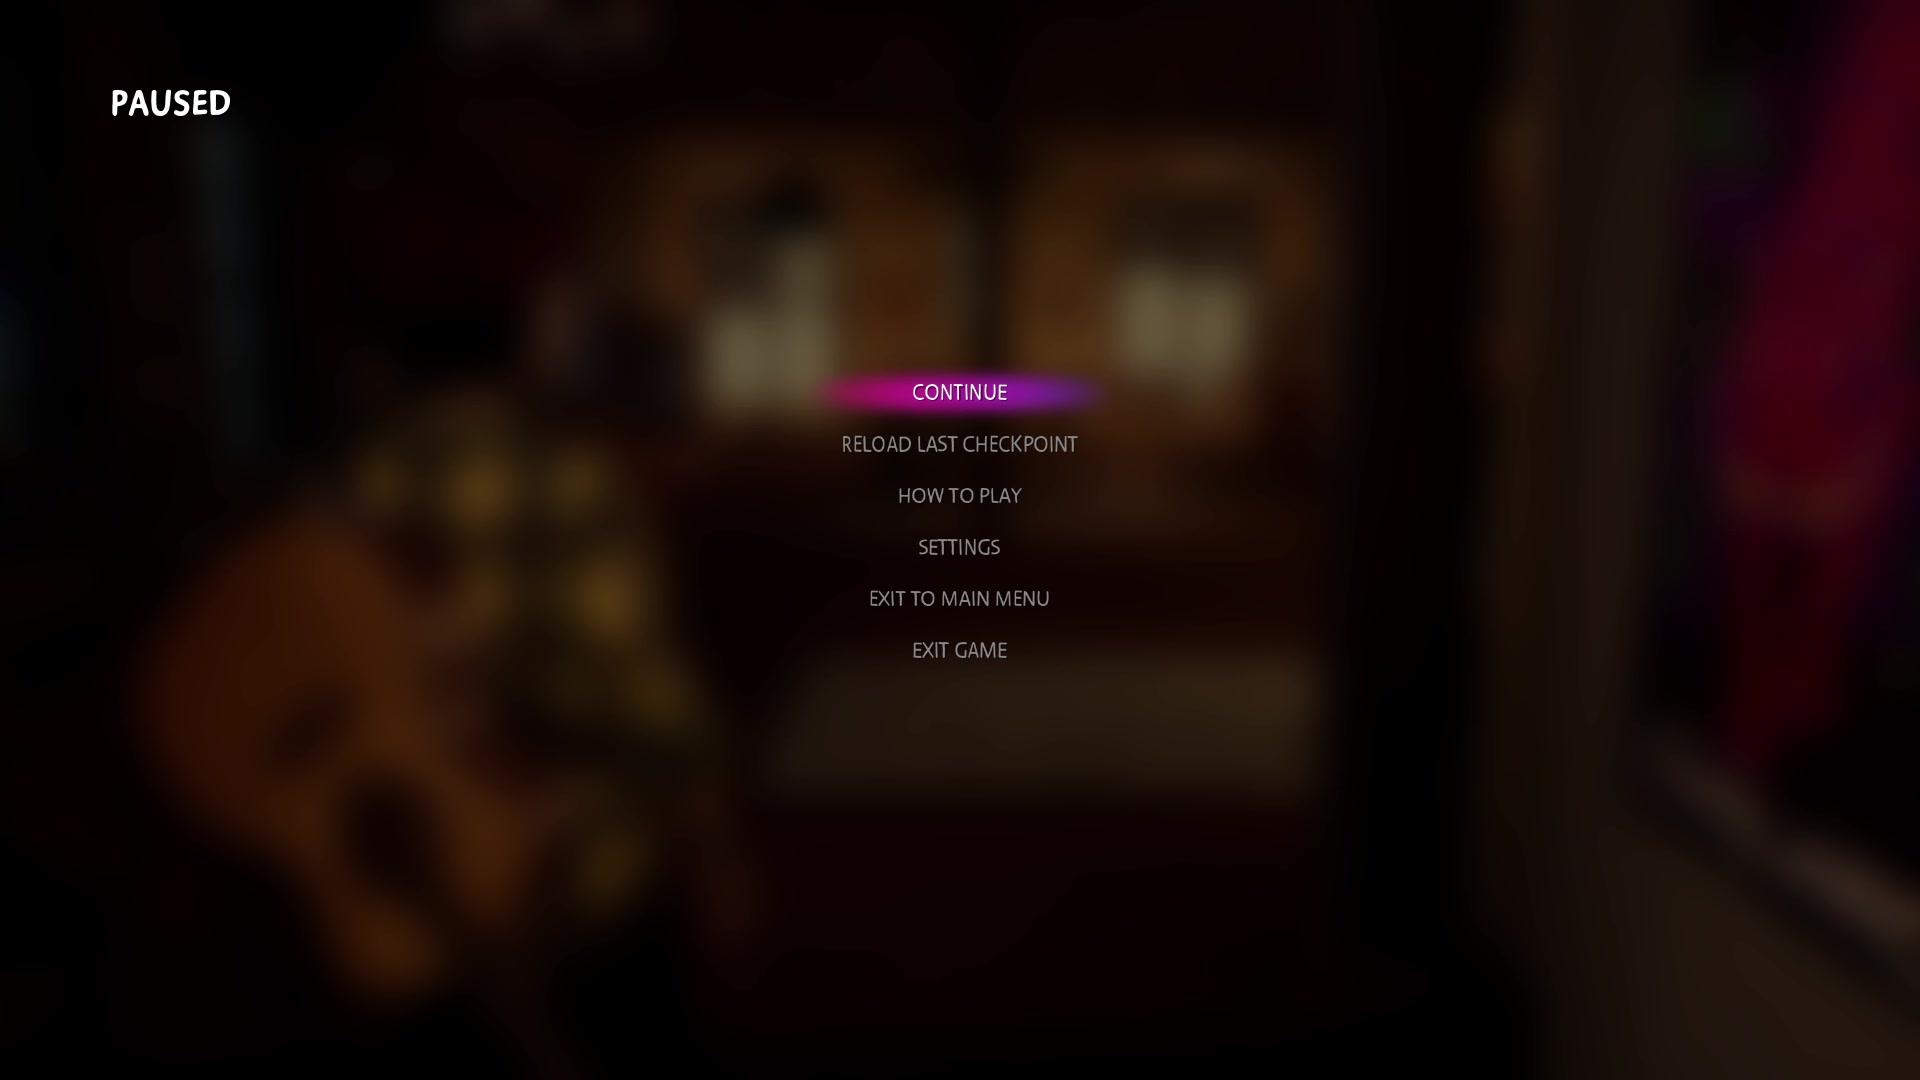 PAUSED
CONTINUE
RELOAD LAST CHECKPOINT
HOW TO PLAY
SETTINGS
EXIT TO MAIN MENU
EXIT GAME